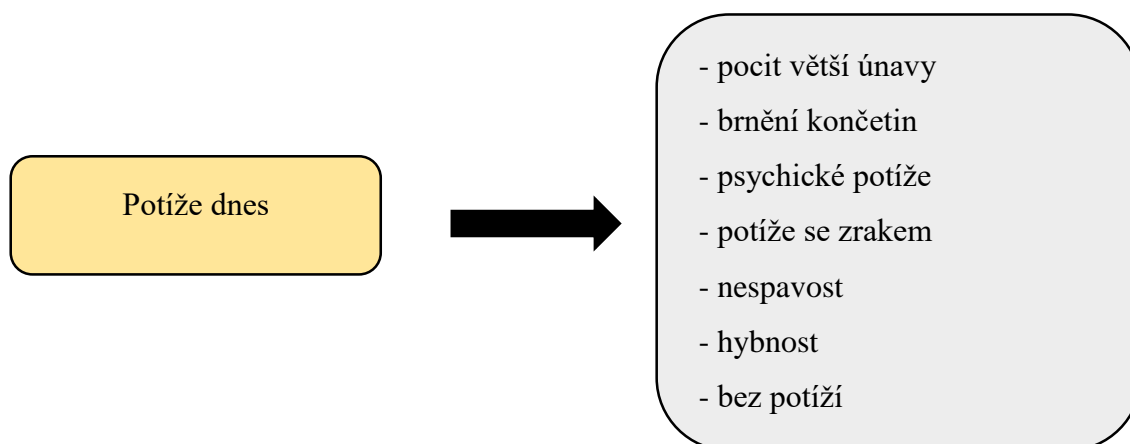 Potíže dnes
- pocit větší únavy
- brnění končetin
- psychické potíže
- potíže se zrakem
- nespavost
- hybnost
- bez potíží